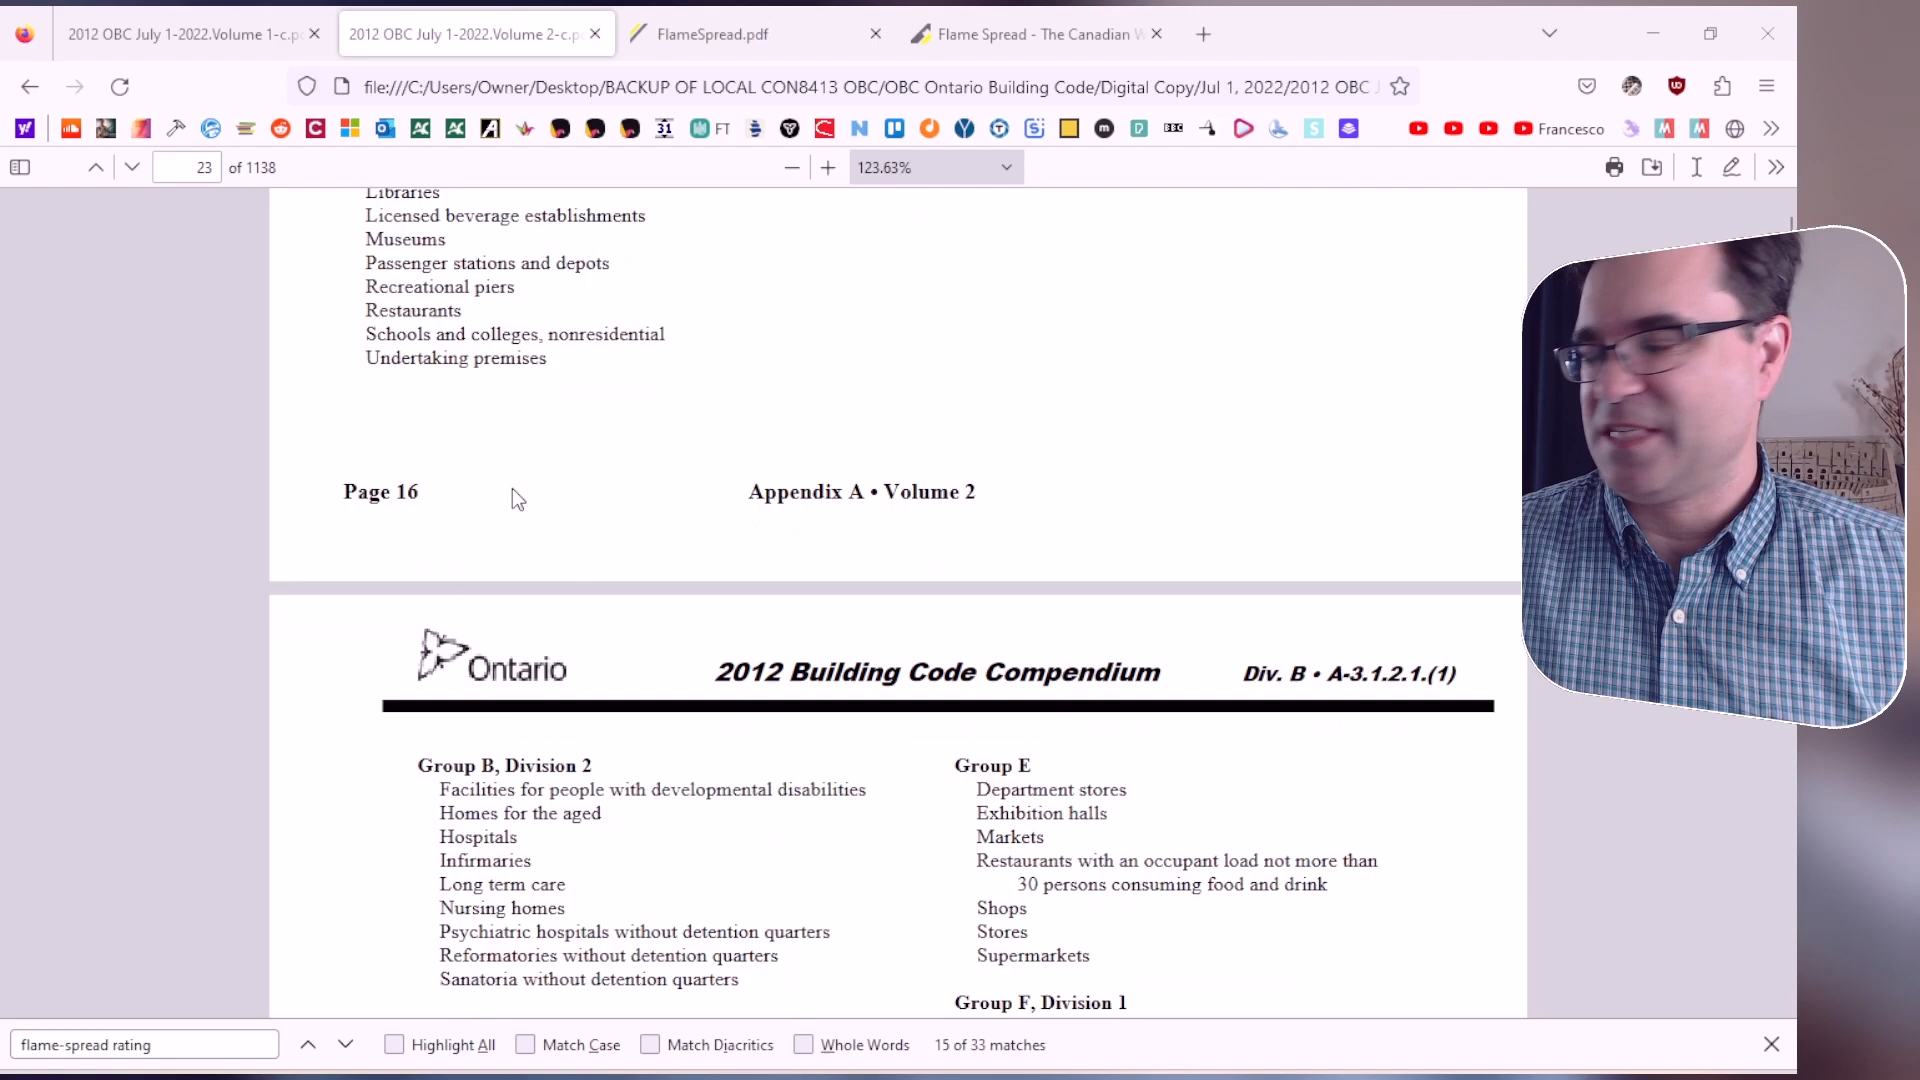 2012 OBC July 1-2022.Volume 1-c.pc
2012 OBC July 1-2022.Volume 2-c.pc
FlameSpread.pdf
Flame Spread - The Canadian W
file:///C:/Users/Owner/Desktop/BACKUP OF LOCAL CON8413 OBC/OBC Ontario Building Code/Digital Copy/Jul 1, 2022/2012 OBC J
31
FT
BBC
Francesco
23 of 1138
123.63%
Libraries
Licensed beverage establishments
Museums
Passenger stations and depots
Recreational piers
Restaurants
Schools and colleges, nonresidential
Undertaking premises
Page 16
Appendix A • Volume 2
Ontario
2012 Building Code Compendium
Div. B • A-3.1.2.1.(1)
Group B, Division 2
Facilities for people with developmental disabilities
Homes for the aged
Hospitals
Infirmaries
Long term care
Nursing homes
Psychiatric hospitals without detention quarters
Reformatories without detention quarters
Sanatoria without detention quarters
Group E
Department stores
Exhibition halls
Markets
Restaurants with an occupant load not more than
30 persons consuming food and drink
Shops
Stores
Supermarkets
Group F, Division 1
flame-spread rating
Highlight All
Match Case
Match Diacritics
Whole Words
15 of 33 matches